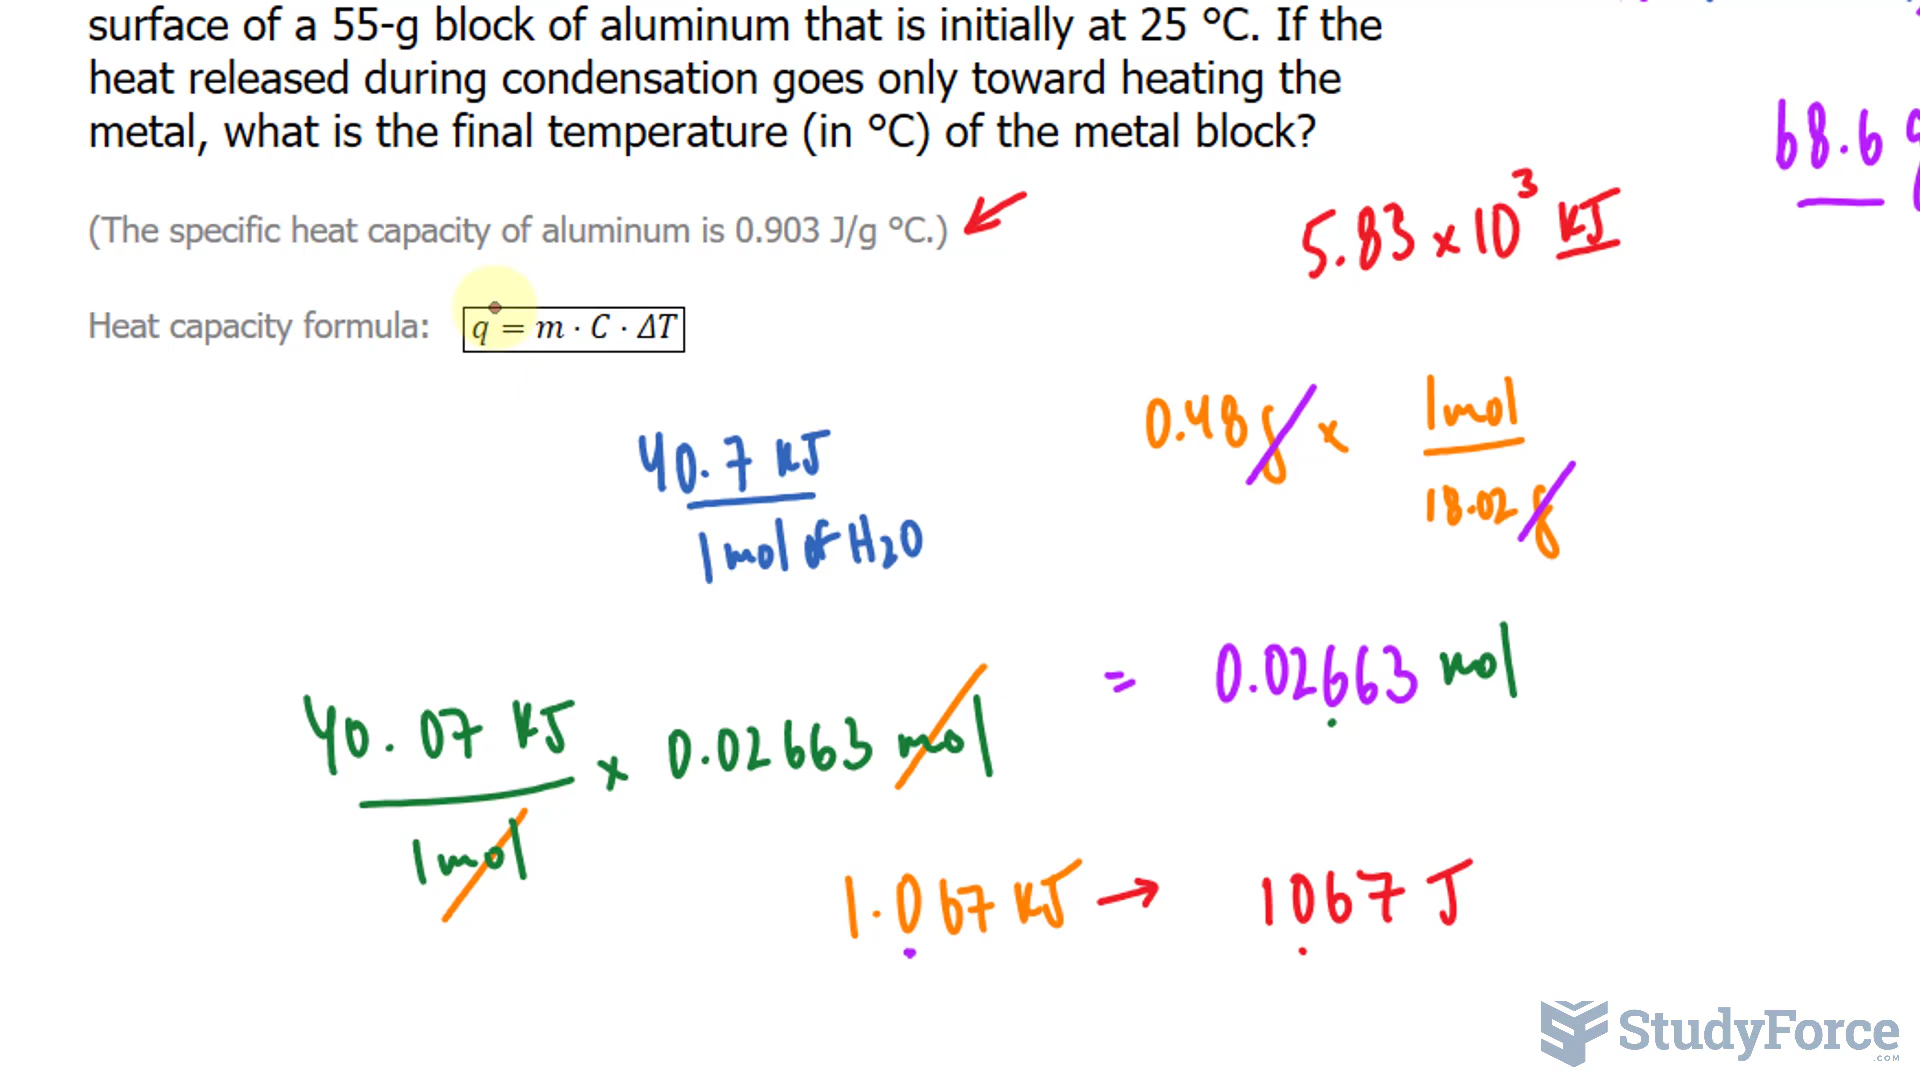 surface of a 55-g block of aluminum that is initially at 25 °C. If the
heat released during condensation goes only toward heating the
metal, what is the final temperature (in °C) of the metal block?
68.6 g
(The specific heat capacity of aluminum is 0.903 J/g °C.)
5.83 x 10³ kJ
Heat capacity formula: q = m · C · ΔT
40.7 kJ
1 mol of H2O
0.48 g x 1 mol
18.02 g
= 0.02663 mol
40.07 kJ x 0.02663 mol
1 mol
1.067 kJ → 1067 J
StudyForce
.COM